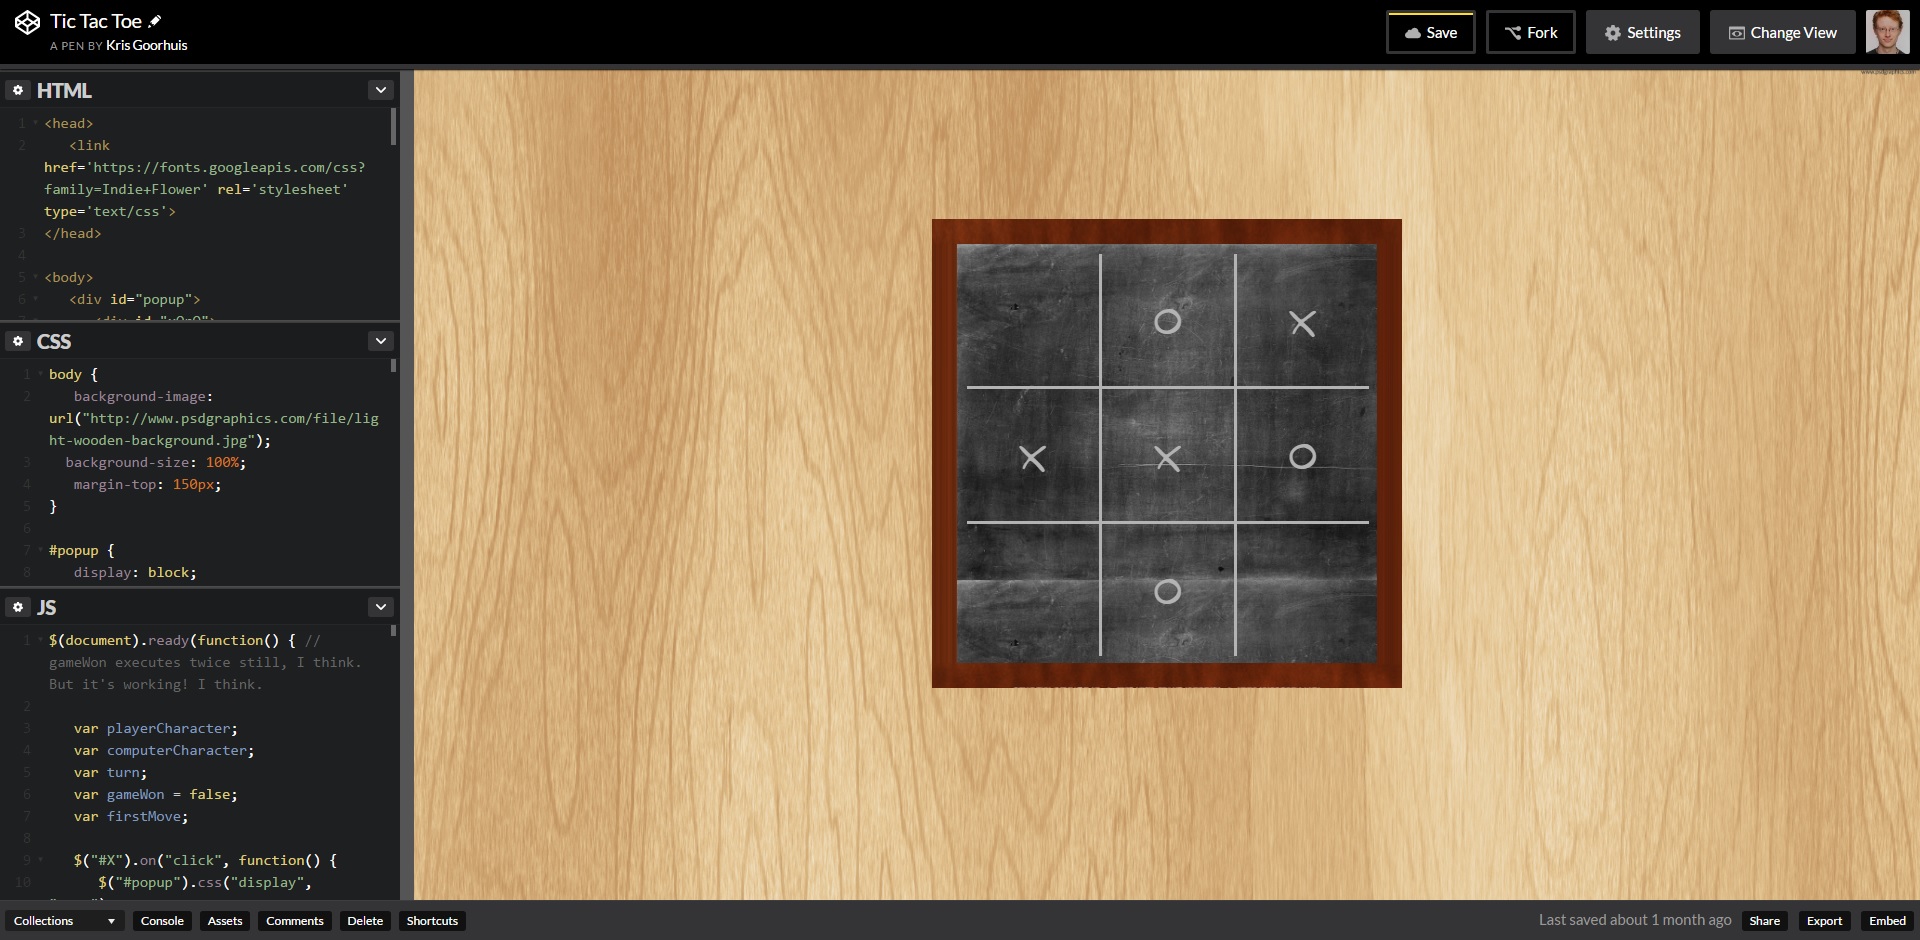 Tic Tac Toe
A PEN BY Kris Goorhuis
Save
Fork
Settings
Change View
HTML
1 <head>
2 <link
href='https://fonts.googleapis.com/css?
family=Indie+Flower' rel='stylesheet'
type='text/css'>
3 </head>
4
5 <body>
6 <div id="popup">
CSS
1 body {
2 background-image:
url("http://www.psdgraphics.com/file/lig
ht-wooden-background.jpg");
3 background-size: 100%;
4 margin-top: 150px;
5 }
6
7 #popup {
8 display: block;
JS
1 $(document).ready(function() { //
gameWon executes twice still, I think.
But it's working! I think.
2
3 var playerCharacter;
4 var computerCharacter;
5 var turn;
6 var gameWon = false;
7 var firstMove;
8
9 $("#X").on("click", function() {
10 $("#popup").css("display",
www.psdgraphics.com
O X
X X O
O
Collections
Console
Assets
Comments
Delete
Shortcuts
Last saved about 1 month ago
Share
Export
Embed